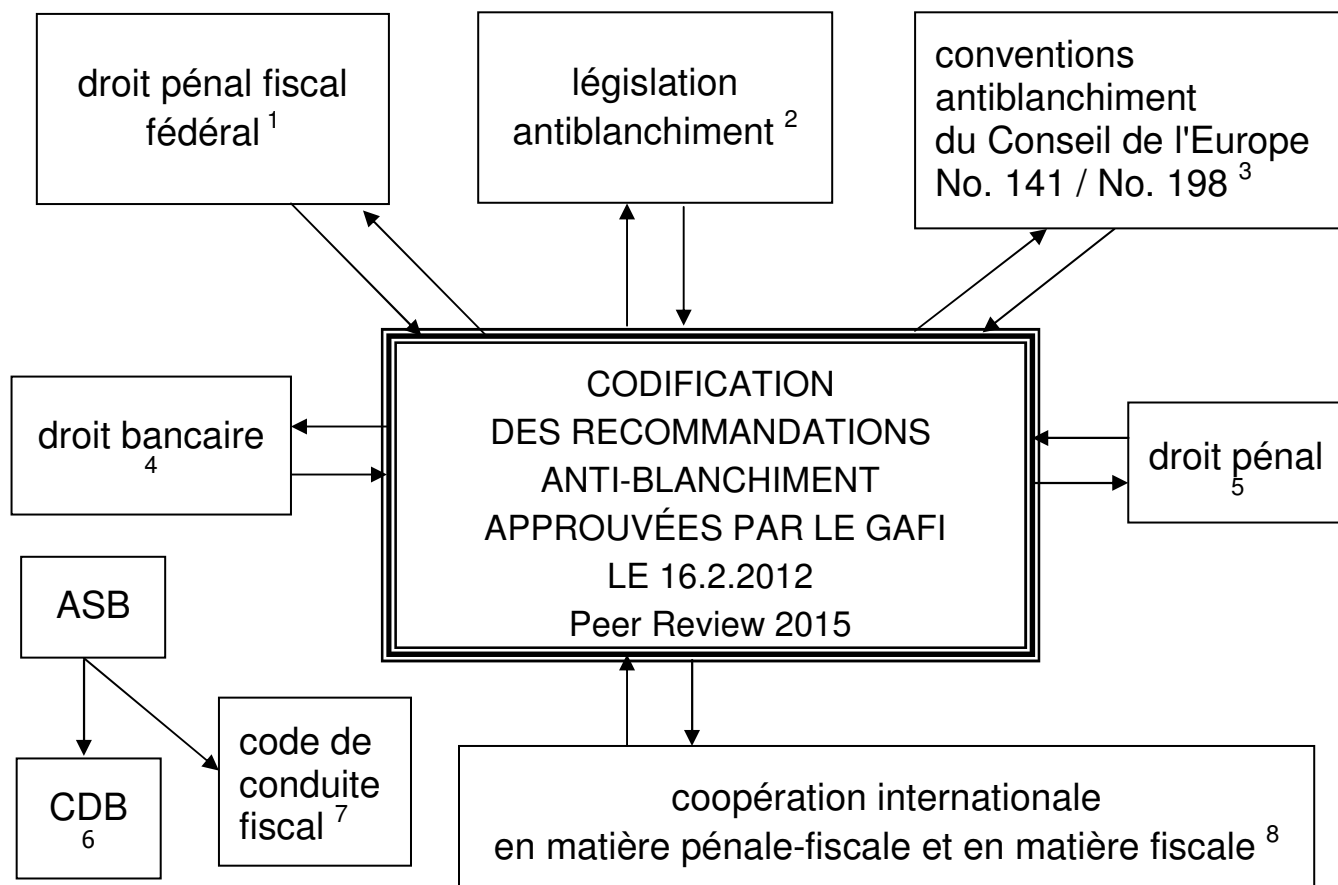 droit pénal fiscal
fédéral 1
législation
antiblanchiment 2
conventions
antiblanchiment
du Conseil de l'Europe
No. 141 / No. 198 3
CODIFICATION
DES RECOMMANDATIONS
ANTI-BLANCHIMENT
APPROUVÉES PAR LE GAFI
LE 16.2.2012
Peer Review 2015
droit bancaire
4
droit pénal
5
ASB
CDB
6
code de
conduite
fiscal 7
coopération internationale
en matière pénale-fiscale et en matière fiscale 8